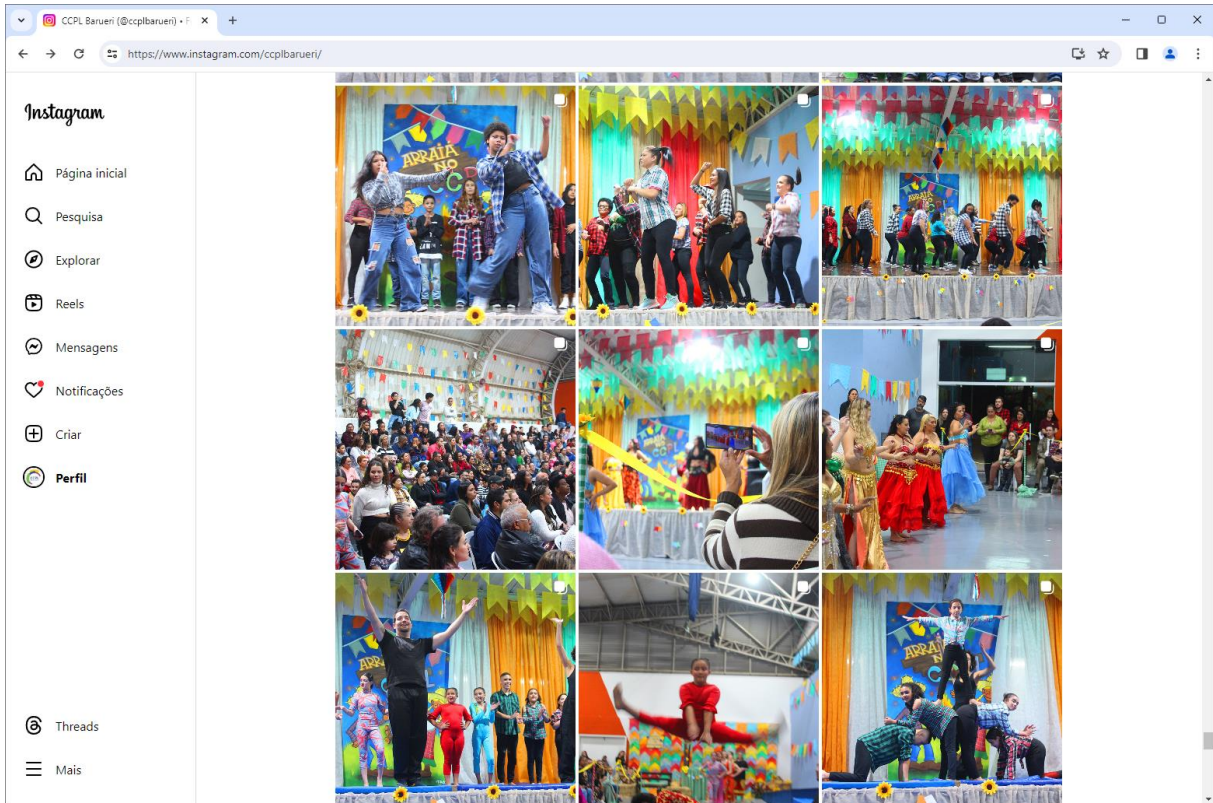 CCPL Barueri (@ccplbarueri) • F
https://www.instagram.com/ccplbarueri/
Instagram
Página inicial
Pesquisa
Explorar
Reels
Mensagens
Notificações
Criar
Perfil
Threads
Mais
ARRAIA
NO